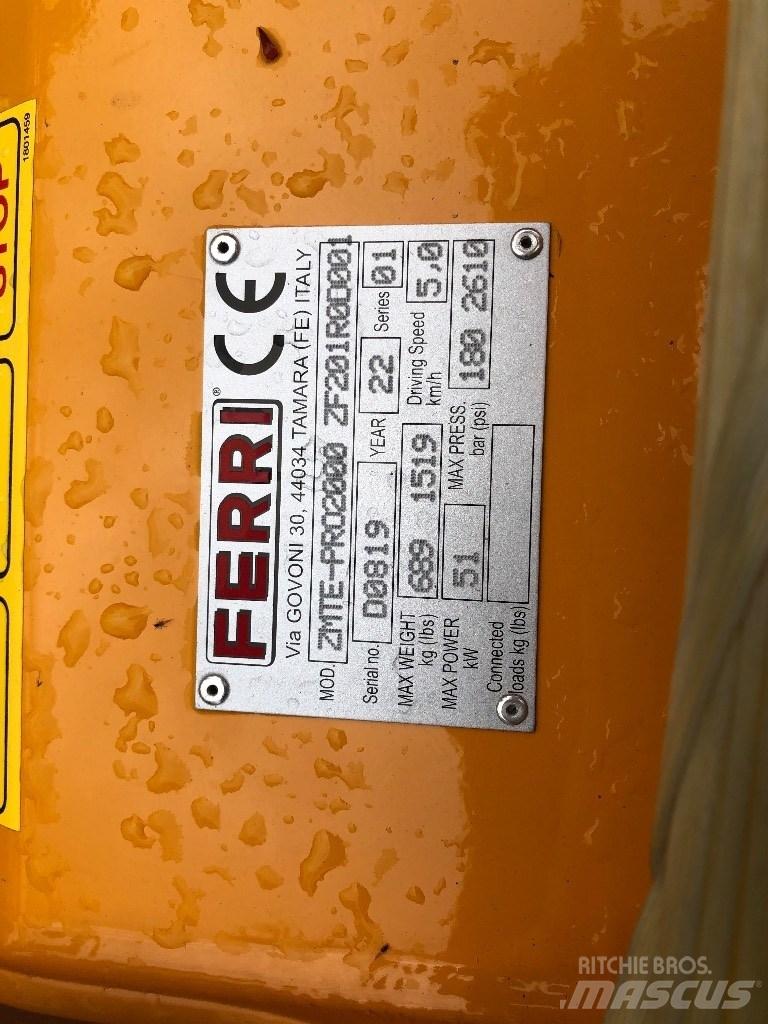 FERRI® CE
Via GOVONI 30, 44034 TAMARA (FE) ITALY
MOD. ZMTE-PRO2000 ZF201R0D001
Serial no. D0819 YEAR 22 Series 01
MAX WEIGHT kg (lbs) 689 1519 Driving Speed km/h 5,0
MAX POWER kW 51 MAX PRESS. bar (psi) 180 2610
Connected loads kg (lbs)
1801459
STOP
RITCHIE BROS.
MASCUS